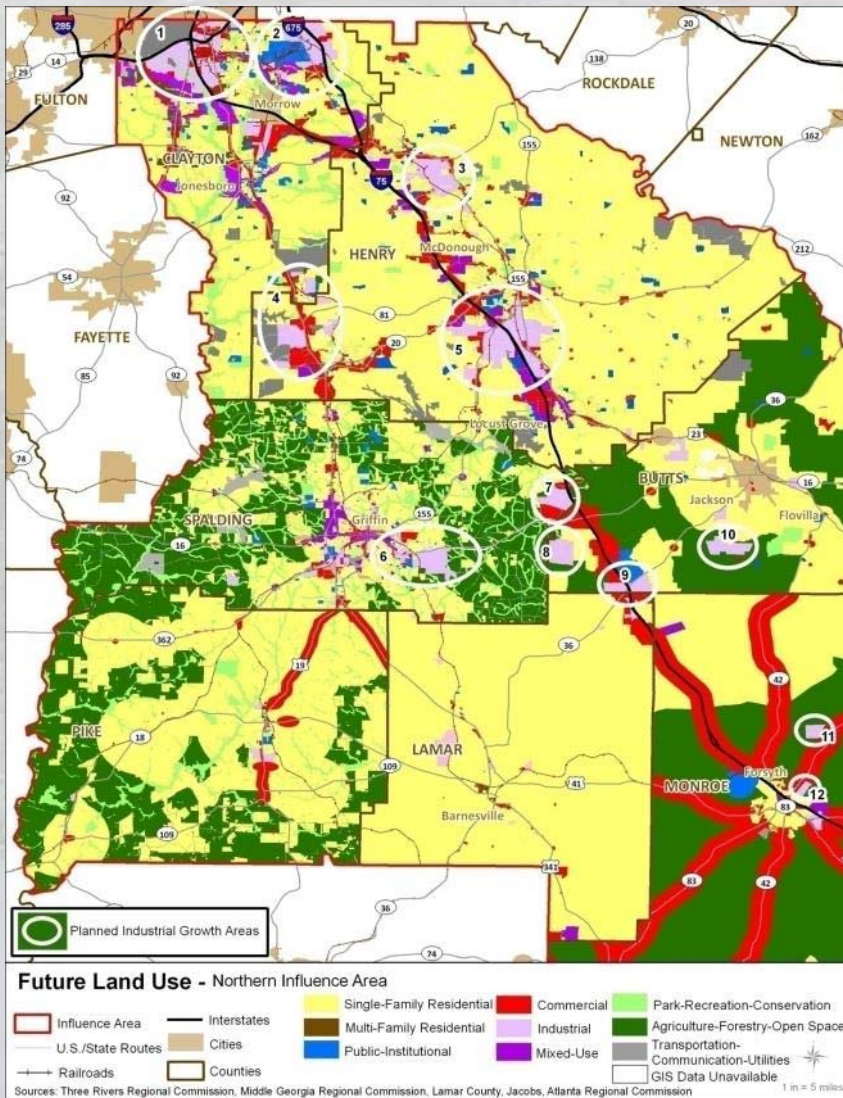 285
1
2
675
20
14
29
138
ROCKDALE
FULTON
Morrow
NEWTON
155
162
CLAYTON
3
Jonesboro
75
92
HENRY
McDonough
212
54
155
4
FAYETTE
81
20
5
85
92
36
Locust Grove
23
74
BUTTS
7
Jackson
16
SPALDING
Griffin
155
Flovilla
10
16
6
8
9
362
36
19
42
PIKE
18
11
LAMAR
109
MONROE
Forsyth
41
12
83
Barnesville
109
341
83
42
36
Planned Industrial Growth Areas
74
Future Land Use - Northern Influence Area
Influence Area
Interstates
Single-Family Residential
Commercial
Park-Recreation-Conservation
U.S./State Routes
Cities
Multi-Family Residential
Industrial
Agriculture-Forestry-Open Space
Railroads
Counties
Public-Institutional
Mixed-Use
Transportation-
Communication-Utilities
GIS Data Unavailable
Sources: Three Rivers Regional Commission, Middle Georgia Regional Commission, Lamar County, Jacobs, Atlanta Regional Commission
1 in = 5 miles